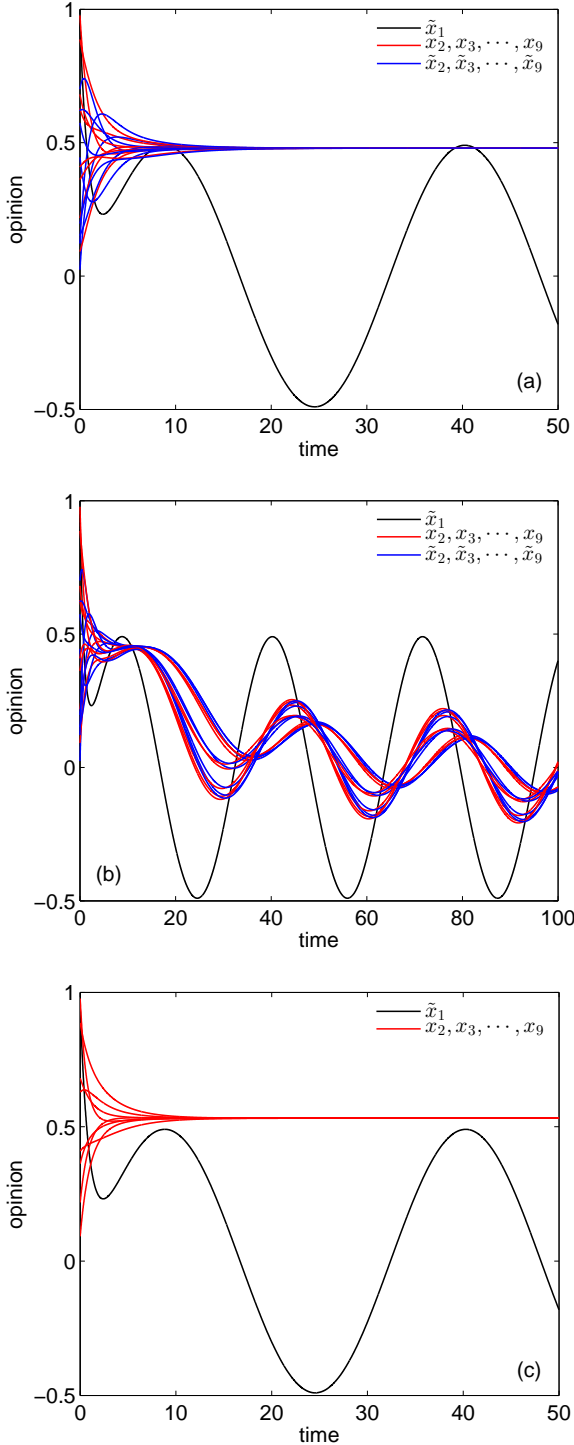 1
0.5
0
−0.5
0 10 20 30 40 50
opinion
time
x̃₁
x₂, x₃, ⋯, x₉
x̃₂, x̃₃, ⋯, x̃₉
(a)
1
0.5
0
−0.5
0 20 40 60 80 100
opinion
time
x̃₁
x₂, x₃, ⋯, x₉
x̃₂, x̃₃, ⋯, x̃₉
(b)
1
0.5
0
−0.5
0 10 20 30 40 50
opinion
time
x̃₁
x₂, x₃, ⋯, x₉
(c)